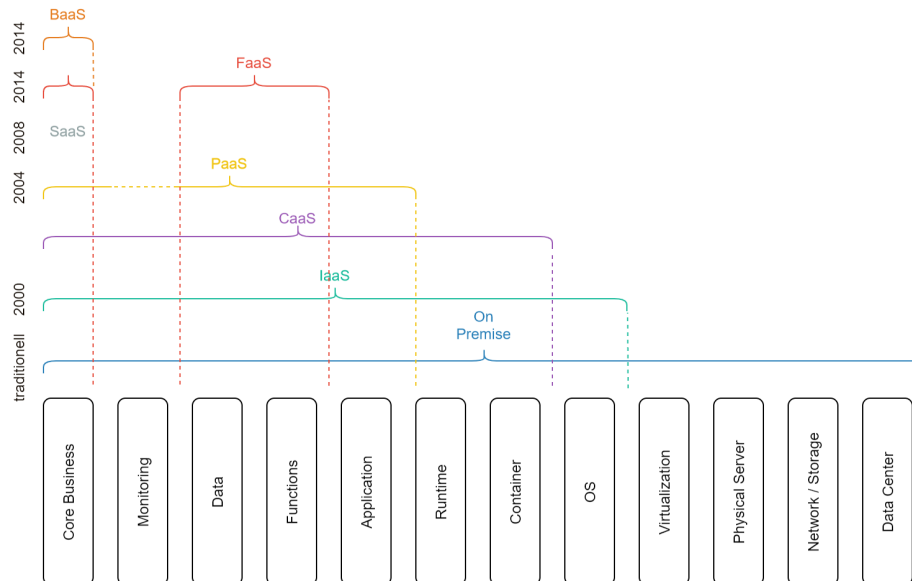 BaaS
2014
FaaS
2014
SaaS
2008
PaaS
2004
CaaS
IaaS
2000
On
Premise
traditionell
Core Business
Monitoring
Data
Functions
Application
Runtime
Container
OS
Virtualization
Physical Server
Network / Storage
Data Center